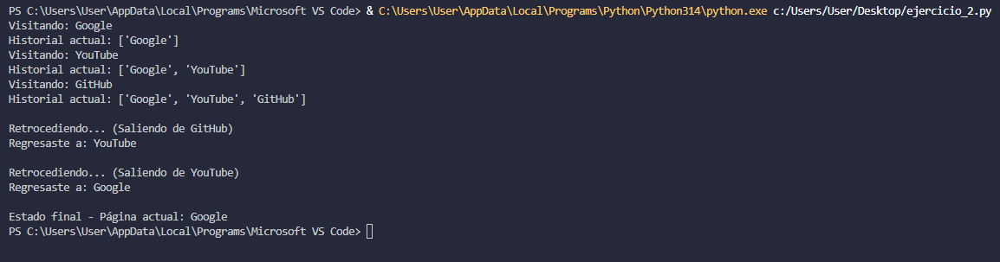 PS C:\Users\User\AppData\Local\Programs\Microsoft VS Code> & C:\Users\User\AppData\Local\Programs\Python\Python314\python.exe c:/Users/User/Desktop/ejercicio_2.py
Visitando: Google
Historial actual: ['Google']
Visitando: YouTube
Historial actual: ['Google', 'YouTube']
Visitando: GitHub
Historial actual: ['Google', 'YouTube', 'GitHub']
Retrocediendo... (Saliendo de GitHub)
Regresaste a: YouTube
Retrocediendo... (Saliendo de YouTube)
Regresaste a: Google
Estado final - Página actual: Google
PS C:\Users\User\AppData\Local\Programs\Microsoft VS Code>